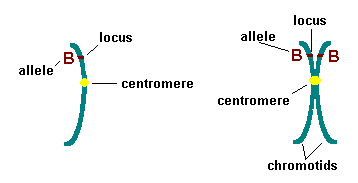 locus
allele
B
centromere
locus
allele
B
B
centromere
chromotids